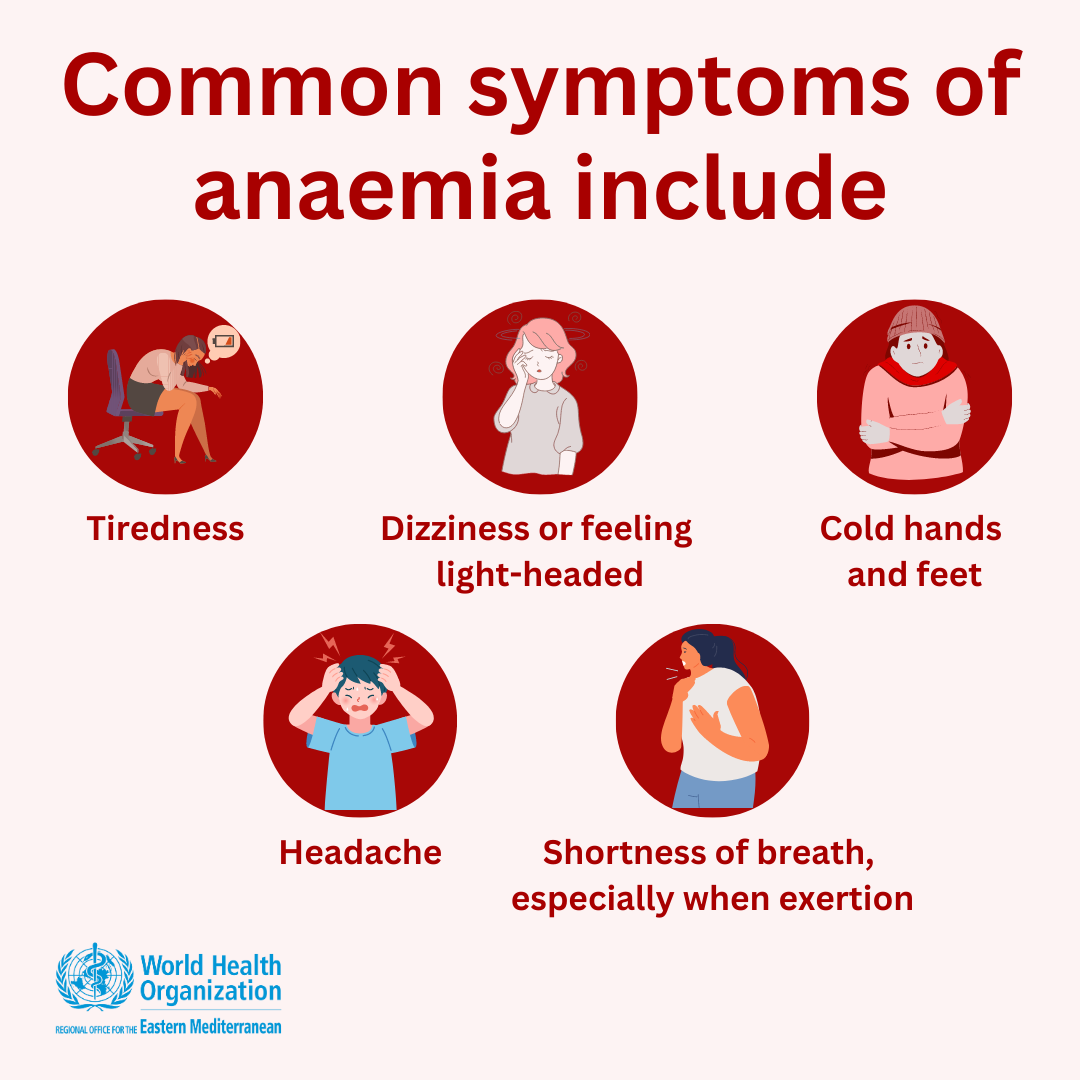 Common symptoms of
anaemia include
Tiredness
Dizziness or feeling
light-headed
Cold hands
and feet
Headache
Shortness of breath,
especially when exertion
World Health
Organization
REGIONAL OFFICE FOR THE Eastern Mediterranean